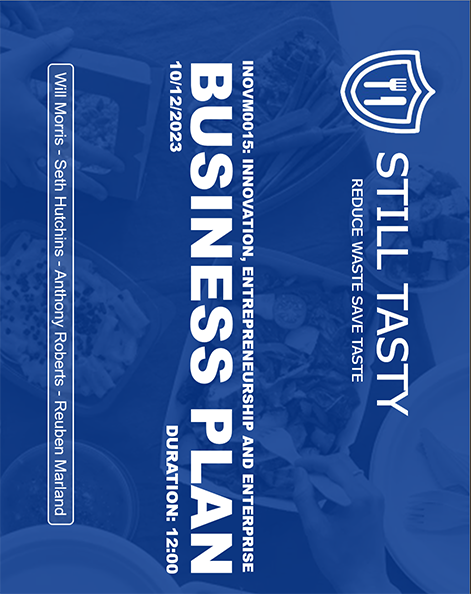 STILL TASTY
REDUCE WASTE SAVE TASTE
INOVM0015: INNOVATION, ENTREPRENEURSHIP AND ENTERPRISE
BUSINESS PLAN
10/12/2023
DURATION: 12:00
Will Morris - Seth Hutchins - Anthony Roberts - Reuben Marland